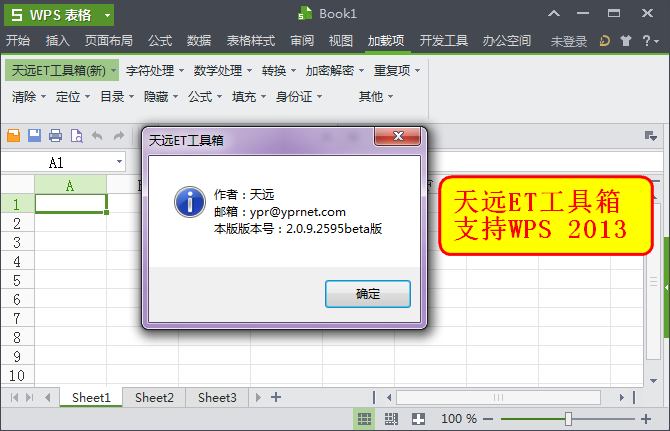 S WPS 表格
Book1
开始 插入 页面布局 公式 数据 表格样式 审阅 视图 加载项 开发工具 办公空间 未登录
天远ET工具箱(新) 字符处理 数学处理 转换 加密解密 重复项
清除 定位 目录 隐藏 公式 填充 身份证 其他
A1
天远ET工具箱
作者：天远
邮箱：ypr@yprnet.com
本版版本号：2.0.9.2595beta版
确定
天远ET工具箱
支持WPS 2013
A
1
2
3
4
5
6
7
8
9
10
Sheet1 Sheet2 Sheet3
100 %